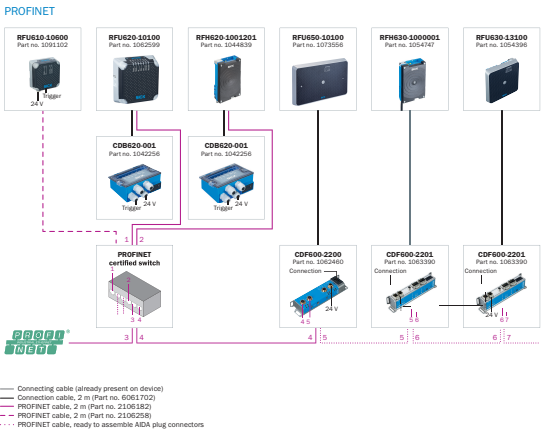 PROFINET
RFU610-10600
Part no. 1091102
RFU620-10100
Part no. 1062599
RFH620-1001201
Part no. 1044839
RFU650-10100
Part no. 1073556
RFH630-1000001
Part no. 1054747
RFU630-13100
Part no. 1054396
Trigger
24 V
CDB620-001
Part no. 1042256
Trigger
24 V
CDB620-001
Part no. 1042256
Trigger
24 V
1 2
PROFINET
certified switch
1
2
3 4
CDF600-2200
Part no. 1062460
Connection
24 V
4 5
CDF600-2201
Part no. 1063390
Connection
5 6
CDF600-2201
Part no. 1063390
Connection
24 V
6 7
PROFI
NET
®
3 4
4 5
5 6
6 7
Connecting cable (already present on device)
Connection cable, 2 m (Part no. 6061702)
PROFINET cable, 2 m (Part no. 2106182)
PROFINET cable, 2 m (Part no. 2106258)
PROFINET cable, ready to assemble AIDA plug connectors